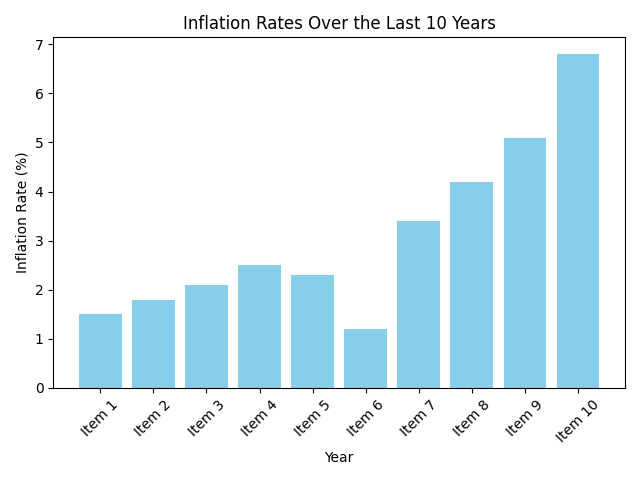 Inflation Rates Over the Last 10 Years
Inflation Rate (%)
7
6
5
4
3
2
1
0
Item 1
Item 2
Item 3
Item 4
Item 5
Item 6
Item 7
Item 8
Item 9
Item 10
Year